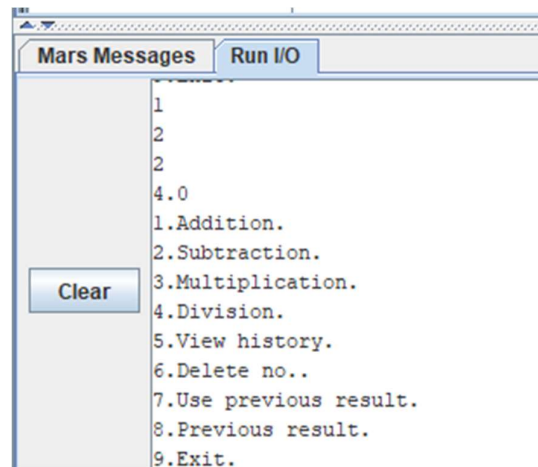 Mars Messages Run I/O
1
2
2
4.0
1.Addition.
2.Subtraction.
Clear
3.Multiplication.
4.Division.
5.View history.
6.Delete no..
7.Use previous result.
8.Previous result.
9.Exit.